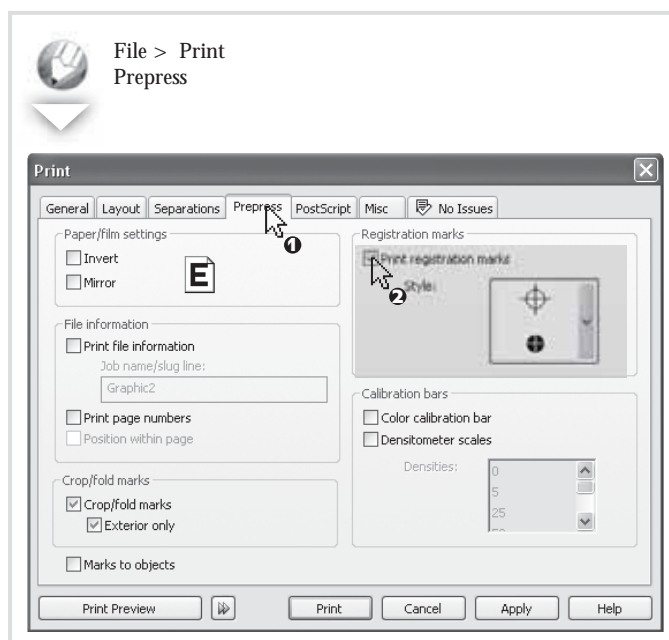 File > Print
Prepress
Print
General Layout Separations Prepress PostScript Misc No Issues
1
Paper/film settings
Invert
Mirror
E
File information
Print file information
Job name/slug line:
Graphic2
Print page numbers
Position within page
Crop/fold marks
Crop/fold marks
Exterior only
Marks to objects
Registration marks
Print registration marks
2
Style:
Calibration bars
Color calibration bar
Densitometer scales
Densities:
0
5
25
Print Preview Print Cancel Apply Help